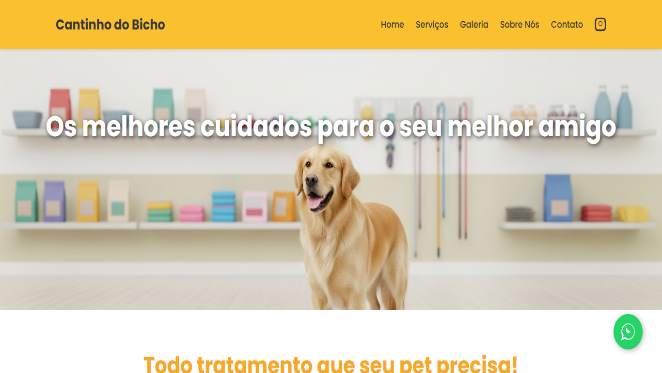 Cantinho do Bicho
Home Serviços Galeria Sobre Nós Contato
Os melhores cuidados para o seu melhor amigo
Todo tratamento que seu pet precisa!